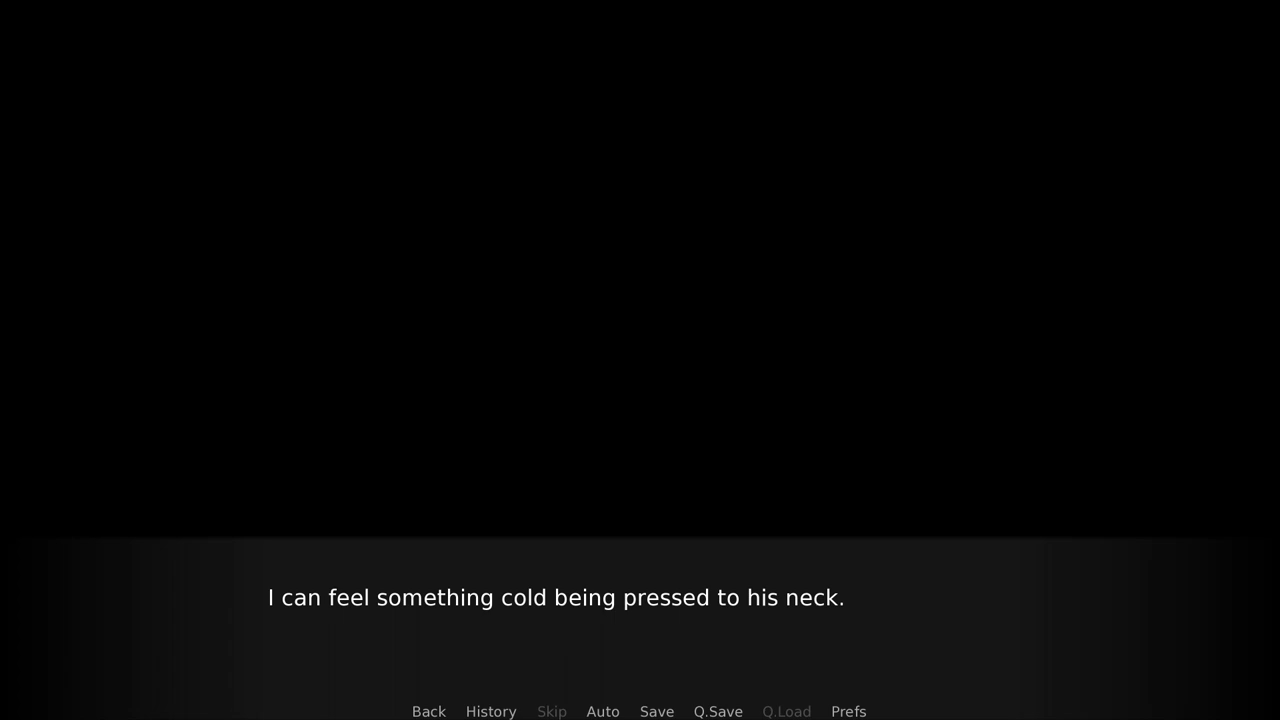 I can feel something cold being pressed to his neck.
Back History Skip Auto Save Q.Save Q.Load Prefs